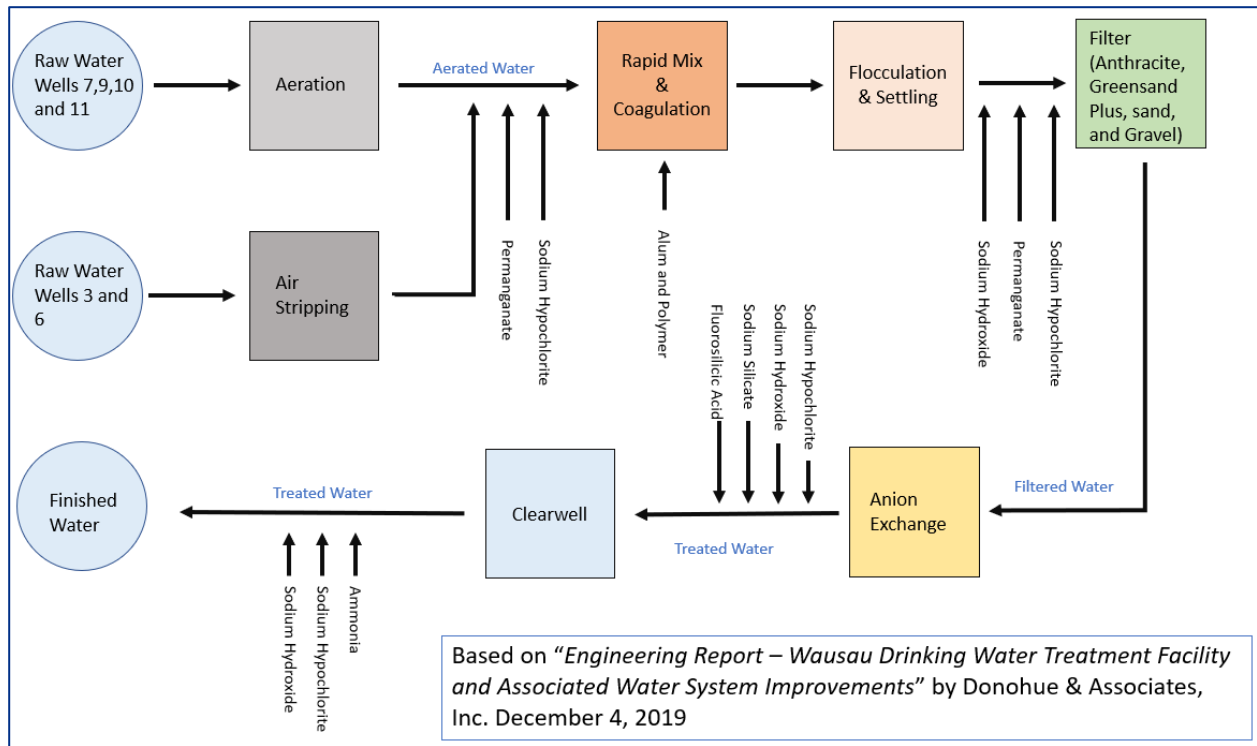 Raw Water
Wells 7,9,10
and 11
Aeration
Aerated Water
Rapid Mix
&
Coagulation
Flocculation
& Settling
Filter
(Anthracite,
Greensand
Plus, sand,
and Gravel)
Permanganate
Sodium Hypochlorite
Alum and Polymer
Sodium Hydroxide
Permanganate
Sodium Hypochlorite
Raw Water
Wells 3 and
6
Air
Stripping
Fluorosilicic Acid
Sodium Silicate
Sodium Hydroxide
Sodium Hypochlorite
Finished
Water
Treated Water
Clearwell
Treated Water
Anion
Exchange
Filtered Water
Sodium Hydroxide
Sodium Hypochlorite
Ammonia
Based on “Engineering Report – Wausau Drinking Water Treatment Facility
and Associated Water System Improvements” by Donohue & Associates,
Inc. December 4, 2019